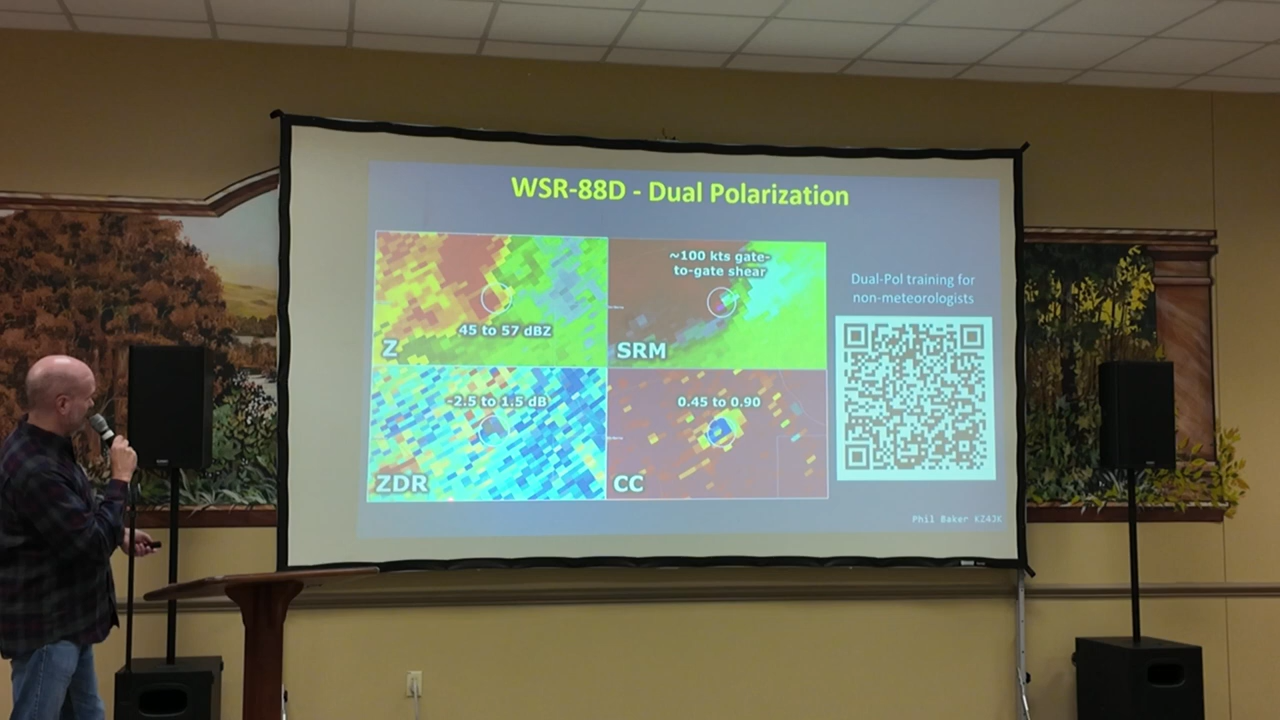 WSR-88D - Dual Polarization
~100 kts gate-
to-gate shear
45 to 57 dBZ
Z
SRM
Dual-Pol training for
non-meteorologists
-2.5 to 1.5 dB
0.45 to 0.90
ZDR
CC
Phil Baker KZ4JK